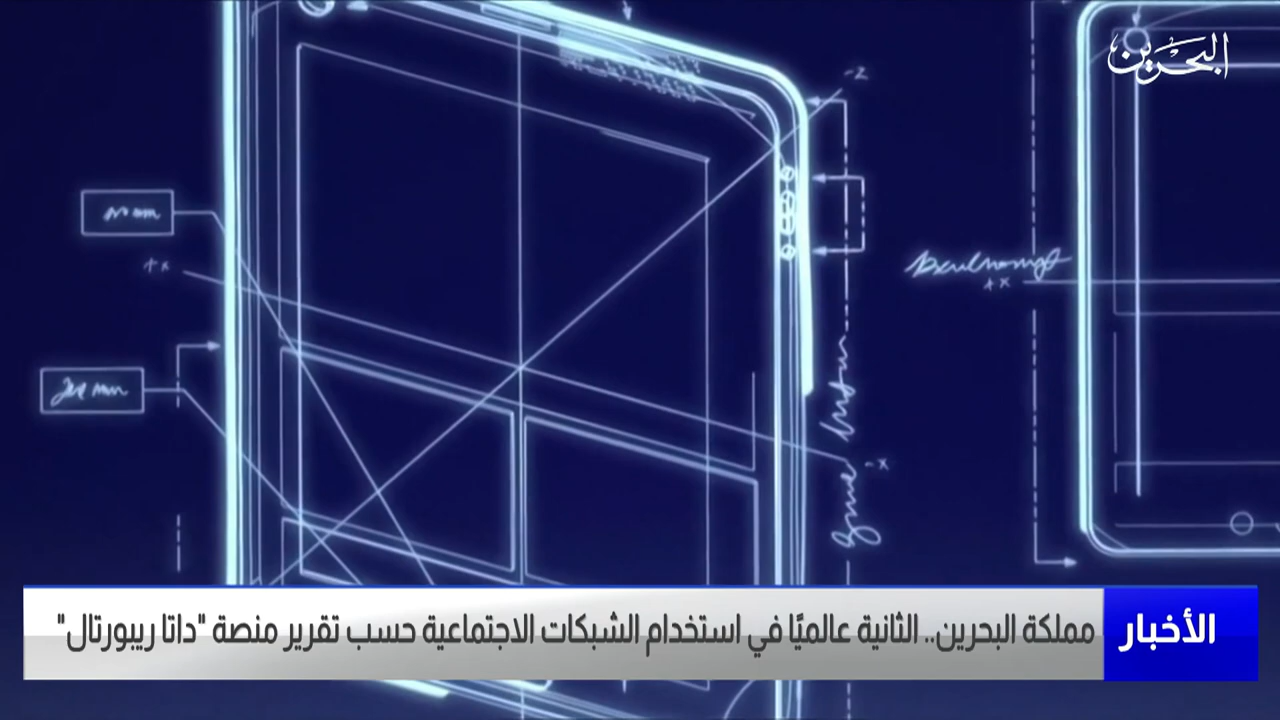 البحرين
-z
+x
+x
-x
الأخبار
مملكة البحرين.. الثانية عالميًا في استخدام الشبكات الاجتماعية حسب تقرير منصة "داتا ريبورتال"